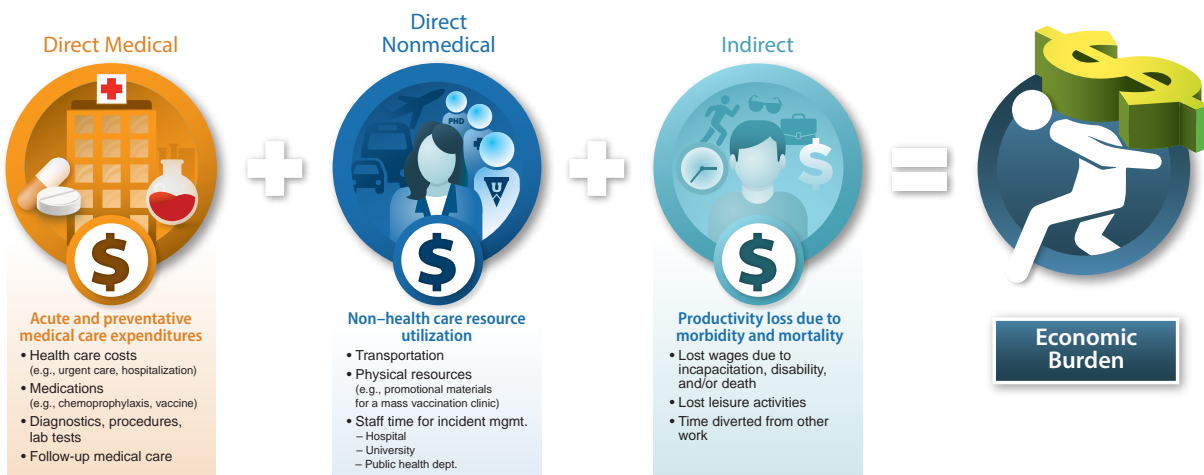 Direct Medical
$
Acute and preventative
medical care expenditures
• Health care costs
(e.g., urgent care, hospitalization)
• Medications
(e.g., chemoprophylaxis, vaccine)
• Diagnostics, procedures,
lab tests
• Follow-up medical care
+
Direct
Nonmedical
PHD
U
$
Non–health care resource
utilization
• Transportation
• Physical resources
(e.g., promotional materials
for a mass vaccination clinic)
• Staff time for incident mgmt.
– Hospital
– University
– Public health dept.
+
Indirect
$
$
Productivity loss due to
morbidity and mortality
• Lost wages due to
incapacitation, disability,
and/or death
• Lost leisure activities
• Time diverted from other
work
=
$
Economic
Burden